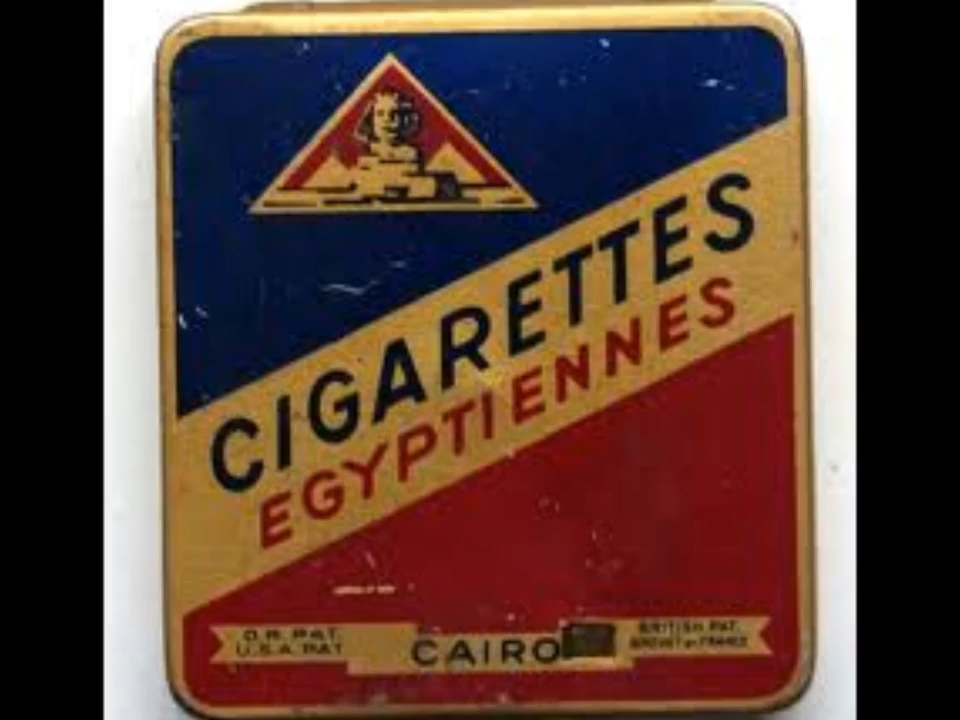 CIGARETTES
EGYPTIENNES
D.R. PAT.
U.S.A. PAT
CAIRO
BRITISH PAT.
BREVET en FRANCE